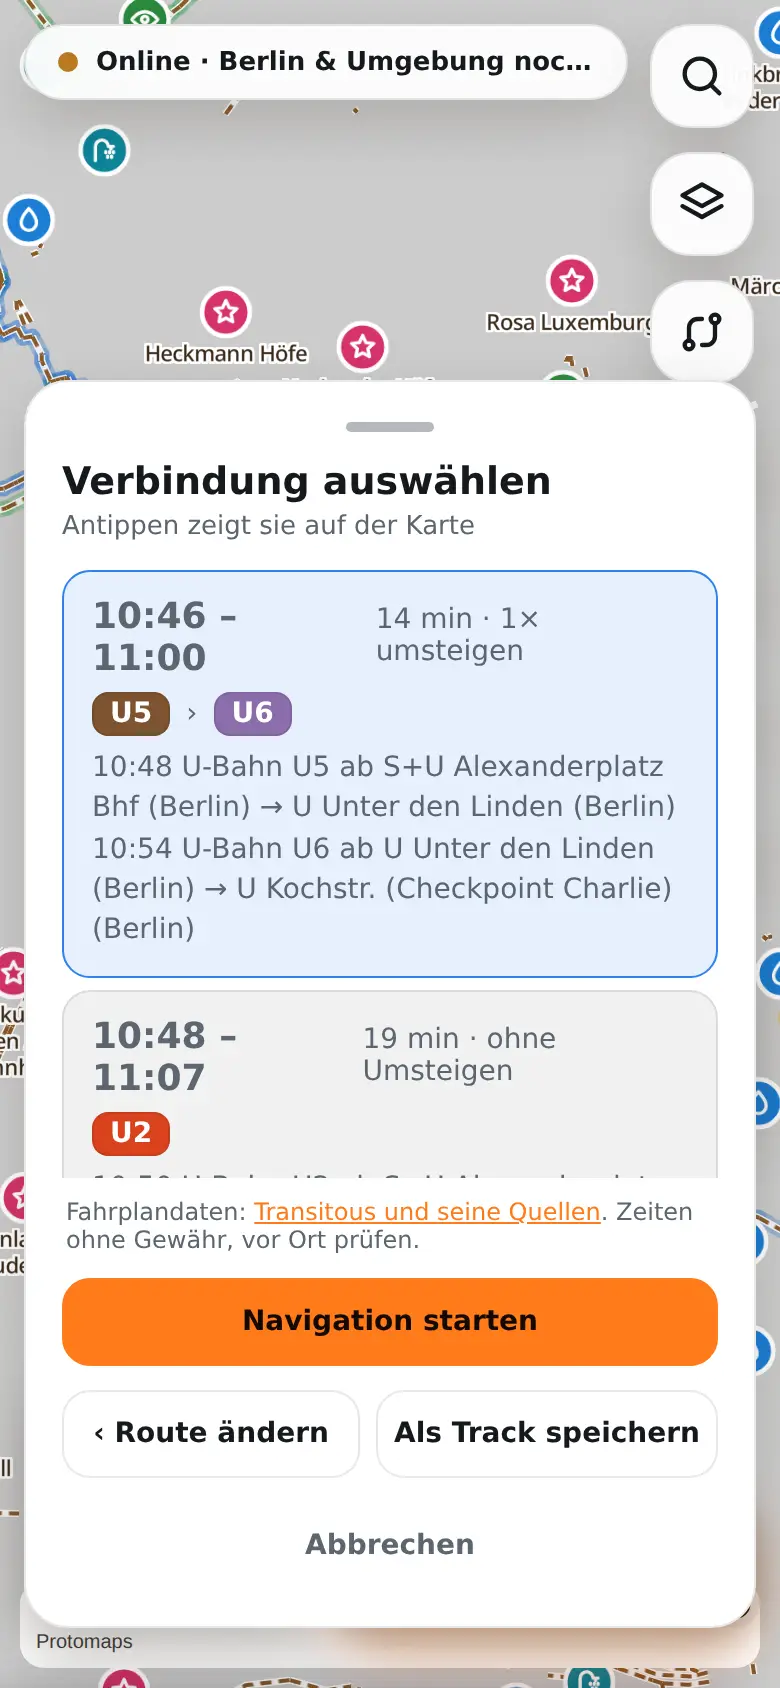 Online · Berlin & Umgebung noc…
Heckmann Höfe
Rosa Luxemburg
Märc
Verbindung auswählen
Antippen zeigt sie auf der Karte
10:46 – 11:00
14 min · 1× umsteigen
U5 › U6
10:48 U-Bahn U5 ab S+U Alexanderplatz
Bhf (Berlin) → U Unter den Linden (Berlin)
10:54 U-Bahn U6 ab U Unter den Linden
(Berlin) → U Kochstr. (Checkpoint Charlie)
(Berlin)
10:48 – 11:07
19 min · ohne Umsteigen
U2
Fahrplandaten: Transitous und seine Quellen. Zeiten
ohne Gewähr, vor Ort prüfen.
Navigation starten
‹ Route ändern
Als Track speichern
Abbrechen
Protomaps